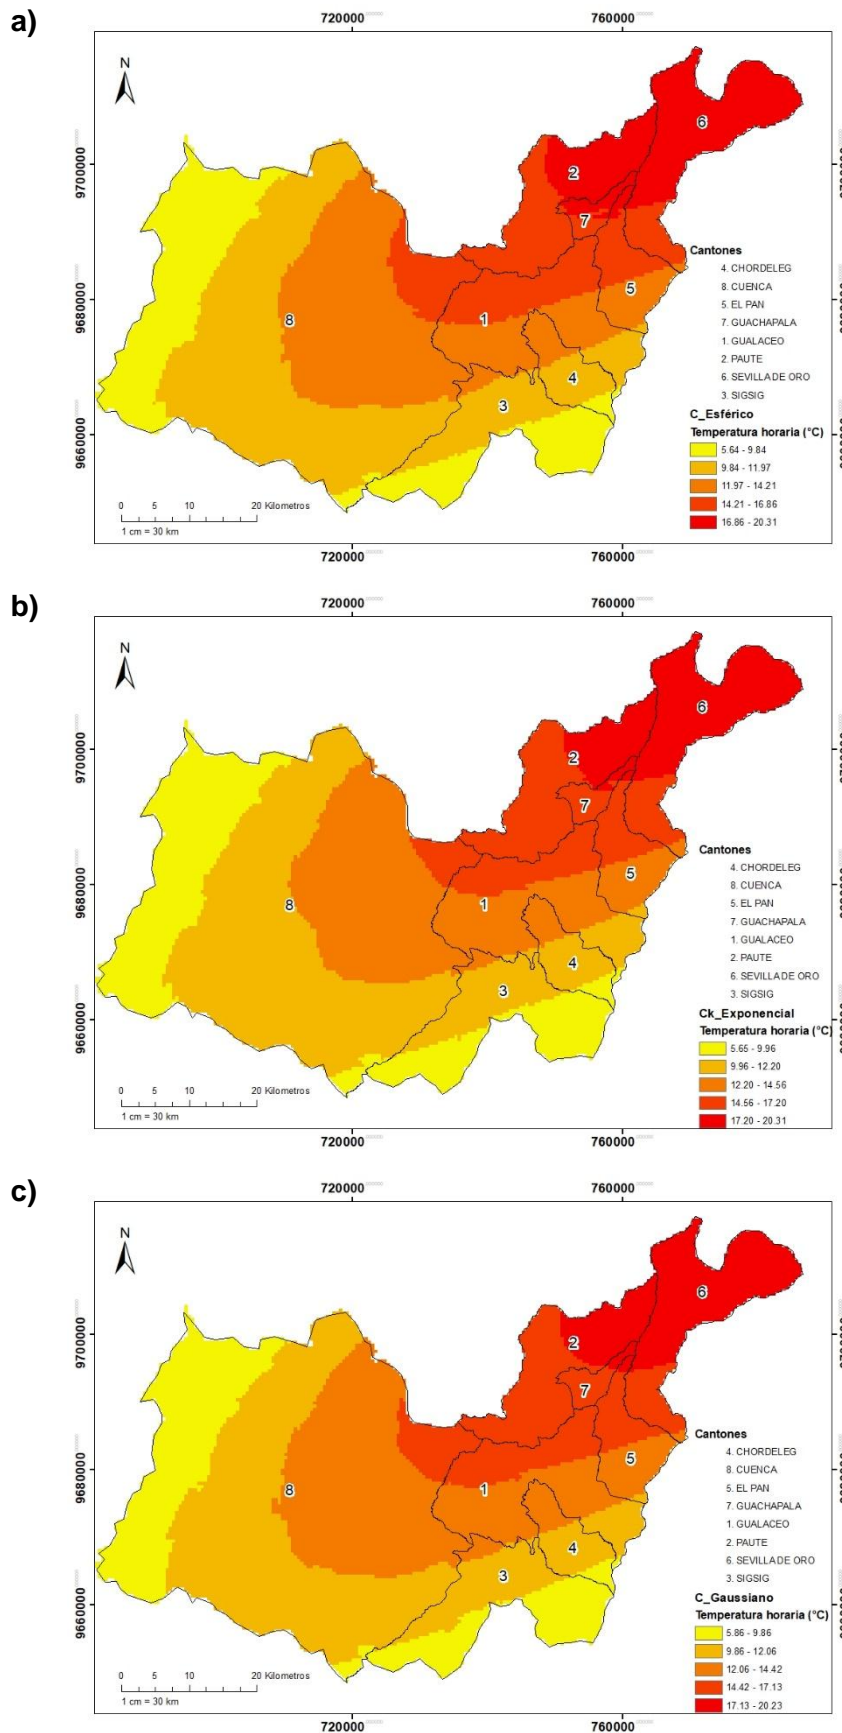 a)
720000 760000
N
9700000
9680000
9660000
6
2
7
5
8
1
4
3
Cantones
4. CHORDELEG
8. CUENCA
5. EL PAN
7. GUACHAPALA
1. GUALACEO
2. PAUTE
6. SEVILLA DE ORO
3. SIGSIG
C_Esférico
Temperatura horaria (°C)
5.64 - 9.84
9.84 - 11.97
11.97 - 14.21
14.21 - 16.86
16.86 - 20.31
0 5 10 20 Kilometros
1 cm = 30 km
720000 760000
b)
720000 760000
N
9700000
9680000
9660000
6
2
7
5
8
1
4
3
Cantones
4. CHORDELEG
8. CUENCA
5. EL PAN
7. GUACHAPALA
1. GUALACEO
2. PAUTE
6. SEVILLA DE ORO
3. SIGSIG
Ck_Exponencial
Temperatura horaria (°C)
5.65 - 9.96
9.96 - 12.20
12.20 - 14.56
14.56 - 17.20
17.20 - 20.31
0 5 10 20 Kilometros
1 cm = 30 km
720000 760000
c)
720000 760000
N
9700000
9680000
9660000
6
2
7
5
8
1
4
3
Cantones
4. CHORDELEG
8. CUENCA
5. EL PAN
7. GUACHAPALA
1. GUALACEO
2. PAUTE
6. SEVILLA DE ORO
3. SIGSIG
C_Gaussiano
Temperatura horaria (°C)
5.86 - 9.86
9.86 - 12.06
12.06 - 14.42
14.42 - 17.13
17.13 - 20.23
0 5 10 20 Kilometros
1 cm = 30 km
720000 760000